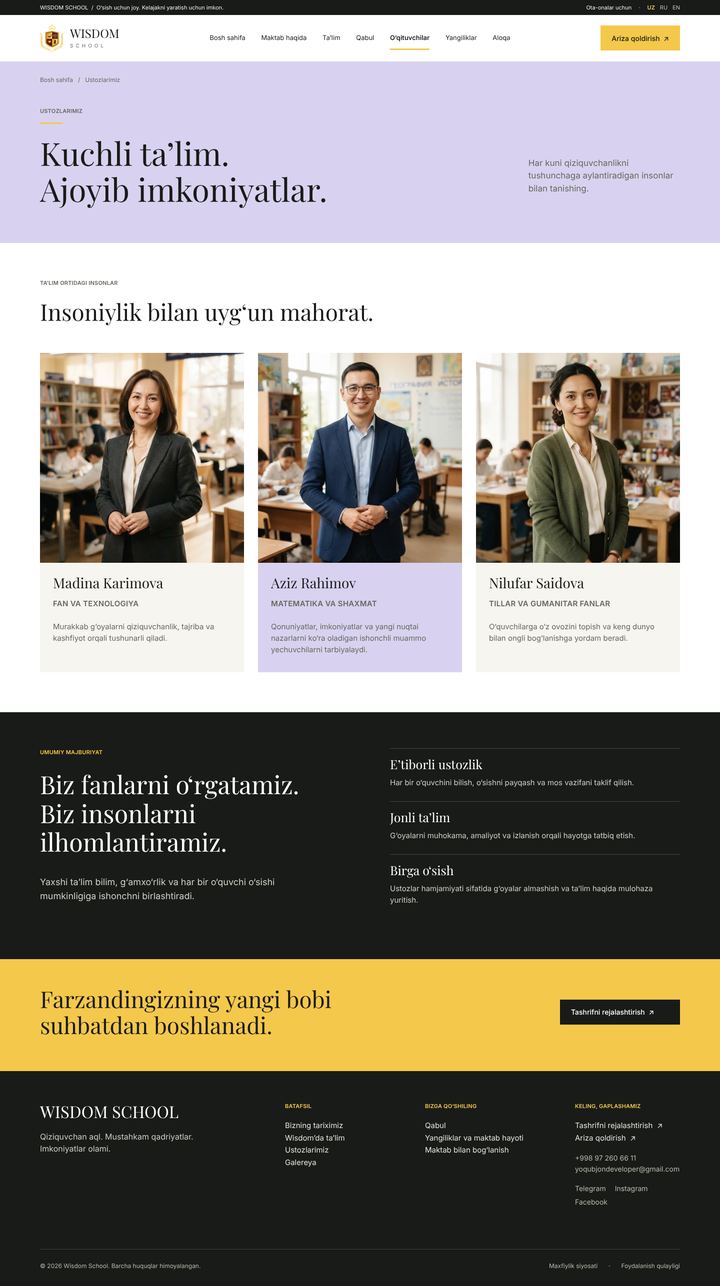 WISDOM SCHOOL / O‘sish uchun joy. Kelajakni yaratish uchun imkon.
Ota-onalar uchun · UZ RU EN
WISDOM
SCHOOL
Bosh sahifa Maktab haqida Ta’lim Qabul O‘qituvchilar Yangiliklar Aloqa
Ariza qoldirish ↗
Bosh sahifa / Ustozlarimiz
USTOZLARIMIZ
Kuchli ta’lim.
Ajoyib imkoniyatlar.
Har kuni qiziquvchanlikni
tushunchaga aylantiradigan insonlar
bilan tanishing.
TA’LIM ORTIDAGI INSONLAR
Insoniylik bilan uyg‘un mahorat.
Madina Karimova
FAN VA TEXNOLOGIYA
Murakkab g‘oyalarni qiziquvchanlik, tajriba va
kashfiyot orqali tushunarli qiladi.
Aziz Rahimov
MATEMATIKA VA SHAXMAT
Qonuniyatlar, imkoniyatlar va yangi nuqtai
nazarlarni ko‘ra oladigan ishonchli muammo
yechuvchilarni tarbiyalaydi.
Nilufar Saidova
TILLAR VA GUMANITAR FANLAR
O‘quvchilarga o‘z ovozini topish va keng dunyo
bilan ongli bog‘lanishga yordam beradi.
UMUMIY MAJBURIYAT
Biz fanlarni o‘rgatamiz.
Biz insonlarni
ilhomlantiramiz.
Yaxshi ta’lim bilim, g‘amxo‘rlik va har bir o‘quvchi o‘sishi
mumkinligiga ishonchni birlashtiradi.
E’tiborli ustozlik
Har bir o‘quvchini bilish, o‘sishni payqash va mos vazifani taklif qilish.
Jonli ta’lim
G‘oyalarni muhokama, amaliyot va izlanish orqali hayotga tatbiq etish.
Birga o‘sish
Ustozlar hamjamiyati sifatida g‘oyalar almashish va ta’lim haqida mulohaza
yuritish.
Farzandingizning yangi bobi
suhbatdan boshlanadi.
Tashrifni rejalashtirish ↗
WISDOM SCHOOL
Qiziquvchan aql. Mustahkam qadriyatlar.
Imkoniyatlar olami.
BATAFSIL
Bizning tariximiz
Wisdom’da ta’lim
Ustozlarimiz
Galereya
BIZGA QO‘SHILING
Qabul
Yangiliklar va maktab hayoti
Maktab bilan bog‘lanish
KELING, GAPLASHAMIZ
Tashrifni rejalashtirish ↗
Ariza qoldirish ↗
+998 97 260 66 11
yoqubjondeveloper@gmail.com
Telegram Instagram
Facebook
© 2026 Wisdom School. Barcha huquqlar himoyalangan.
Maxfiylik siyosati · Foydalanish qulayligi